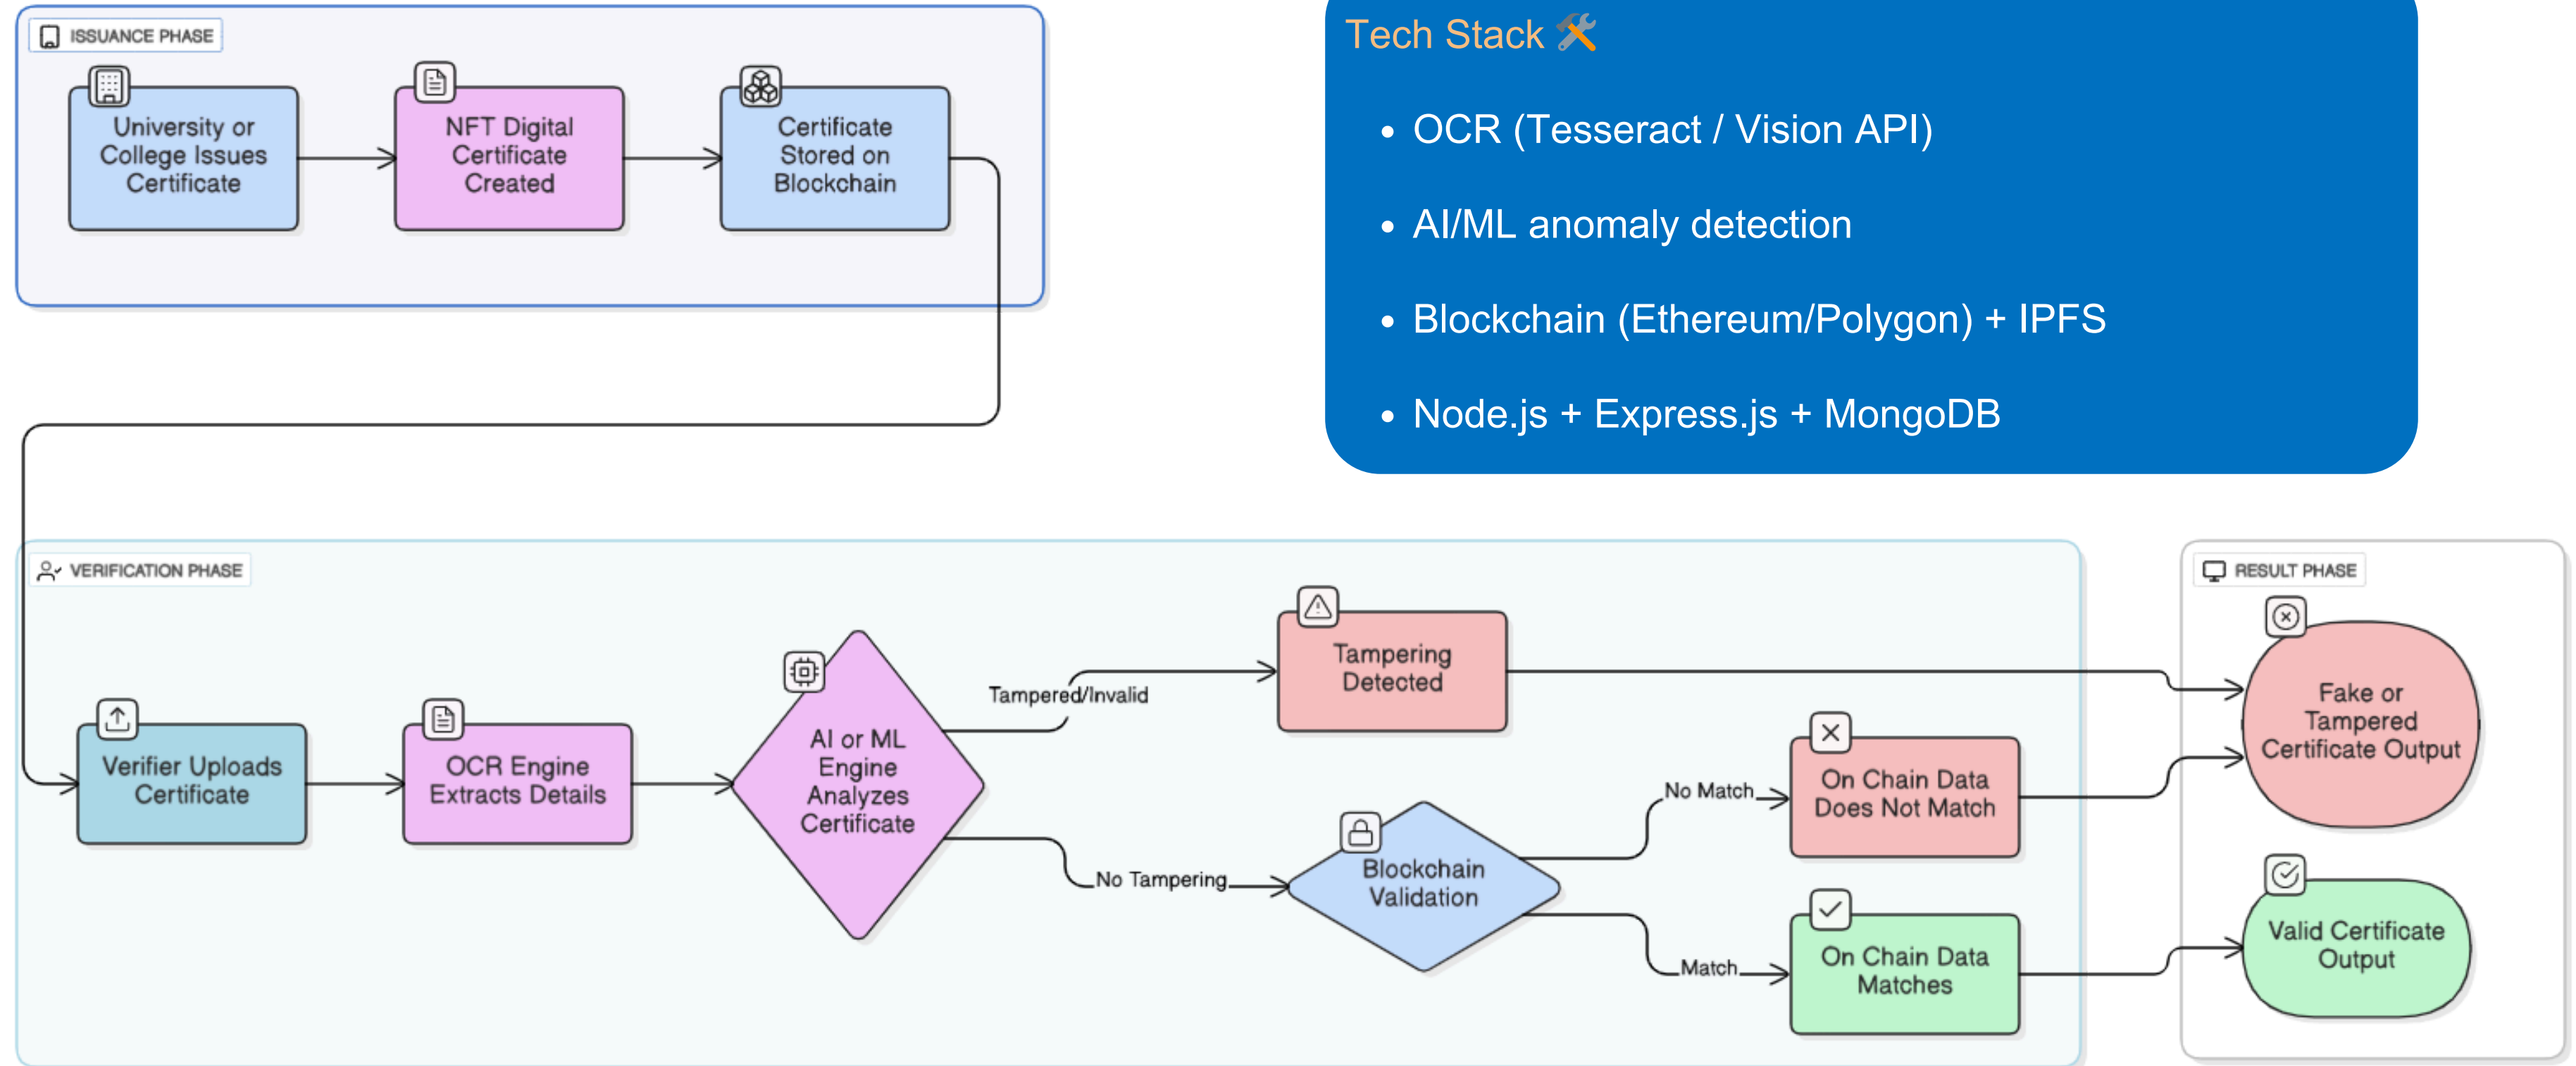 ISSUANCE PHASE
University or
College Issues
Certificate
NFT Digital
Certificate
Created
Certificate
Stored on
Blockchain
Tech Stack 🛠️
• OCR (Tesseract / Vision API)
• AI/ML anomaly detection
• Blockchain (Ethereum/Polygon) + IPFS
• Node.js + Express.js + MongoDB
VERIFICATION PHASE
Verifier Uploads
Certificate
OCR Engine
Extracts Details
AI or ML
Engine
Analyzes
Certificate
Tampered/Invalid
Tampering
Detected
No Tampering
Blockchain
Validation
No Match
On Chain Data
Does Not Match
Match
On Chain Data
Matches
RESULT PHASE
Fake or
Tampered
Certificate Output
Valid Certificate
Output